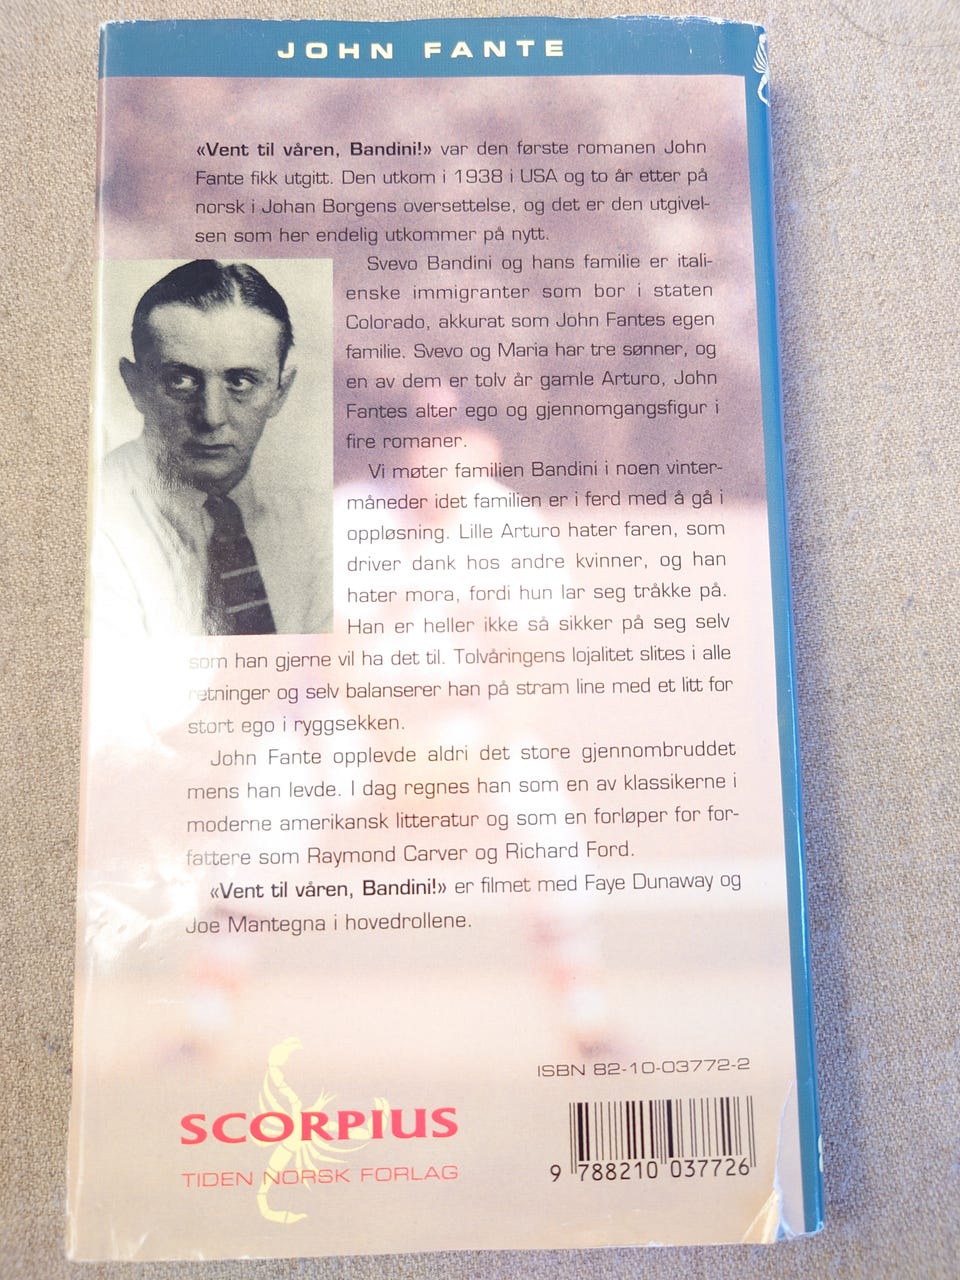 JOHN FANTE
«Vent til våren, Bandini!» var den første romanen John
Fante fikk utgitt. Den utkom i 1938 i USA og to år etter på
norsk i Johan Borgens oversettelse, og det er den utgivel-
sen som her endelig utkommer på nytt.
Svevo Bandini og hans familie er itali-
enske immigranter som bor i staten
Colorado, akkurat som John Fantes egen
familie. Svevo og Maria har tre sønner, og
en av dem er tolv år gamle Arturo, John
Fantes alter ego og gjennomgangsfigur i
fire romaner.
Vi møter familien Bandini i noen vinter-
måneder idet familien er i ferd med å gå i
oppløsning. Lille Arturo hater faren, som
driver dank hos andre kvinner, og han
hater mora, fordi hun lar seg tråkke på.
Han er heller ikke så sikker på seg selv
som han gjerne vil ha det til. Tolvåringens lojalitet slites i alle
retninger og selv balanserer han på stram line med et litt for
stort ego i ryggsekken.
John Fante opplevde aldri det store gjennombruddet
mens han levde. I dag regnes han som en av klassikerne i
moderne amerikansk litteratur og som en forløper for for-
fattere som Raymond Carver og Richard Ford.
«Vent til våren, Bandini!» er filmet med Faye Dunaway og
Joe Mantegna i hovedrollene.
ISBN 82-10-03772-2
SCORPIUS
TIDEN NORSK FORLAG
9 788210 037726